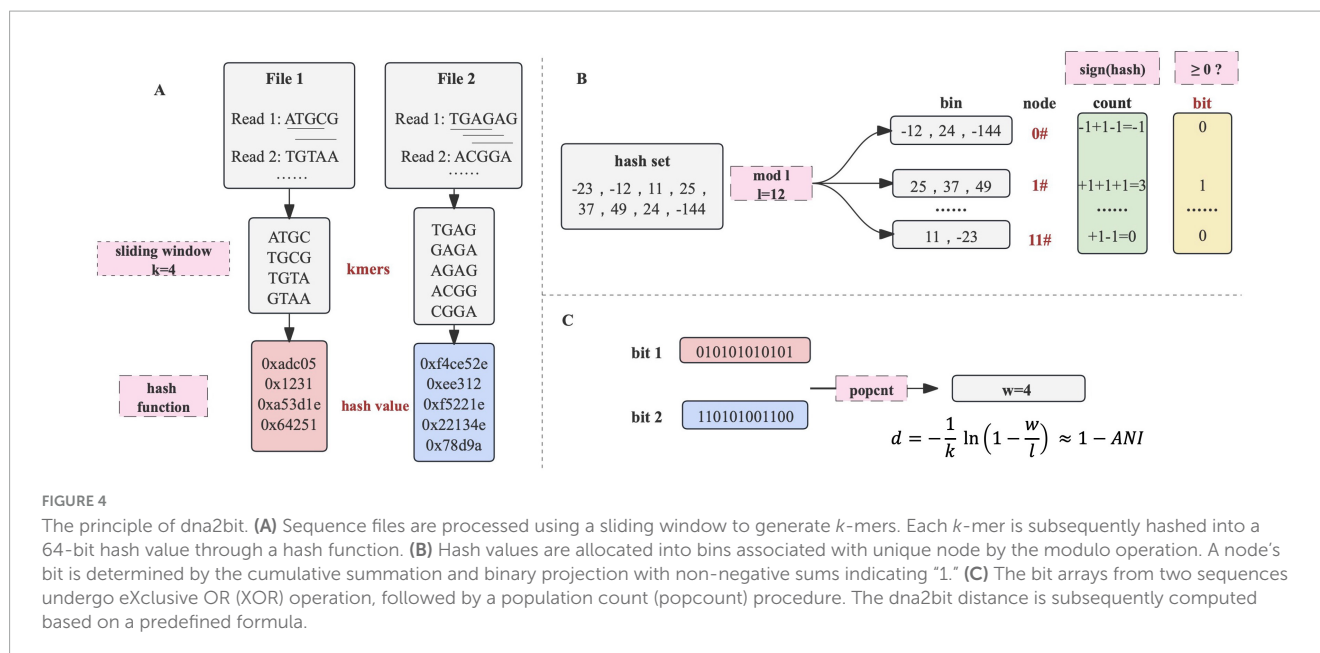 A
File 1
Read 1: ATGCG
Read 2: TGTAA
......
File 2
Read 1: TGAGAG
Read 2: ACGGA
......
sliding window
k=4
ATGC
TGCG
TGTA
GTAA
kmers
TGAG
GAGA
AGAG
ACGG
CGGA
hash
function
0xadc05
0x1231
0xa53d1e
0x64251
hash value
0xf4ce52e
0xee312
0xf5221e
0x22134e
0x78d9a
B
hash set
-23 , -12 , 11 , 25 ,
37 , 49 , 24 , -144
mod l
l=12
sign(hash)
≥ 0 ?
bin
node
count
bit
-12 , 24 , -144
0#
-1+1-1=-1
0
25 , 37 , 49
1#
+1+1+1=3
1
......
......
......
11 , -23
11#
+1-1=0
0
C
bit 1
010101010101
bit 2
110101001100
popcnt
w=4
d = −1/k ln(1 − w/l) ≈ 1 − ANI
FIGURE 4
The principle of dna2bit. (A) Sequence files are processed using a sliding window to generate k-mers. Each k-mer is subsequently hashed into a
64-bit hash value through a hash function. (B) Hash values are allocated into bins associated with unique node by the modulo operation. A node's
bit is determined by the cumulative summation and binary projection with non-negative sums indicating “1.” (C) The bit arrays from two sequences
undergo eXclusive OR (XOR) operation, followed by a population count (popcount) procedure. The dna2bit distance is subsequently computed
based on a predefined formula.